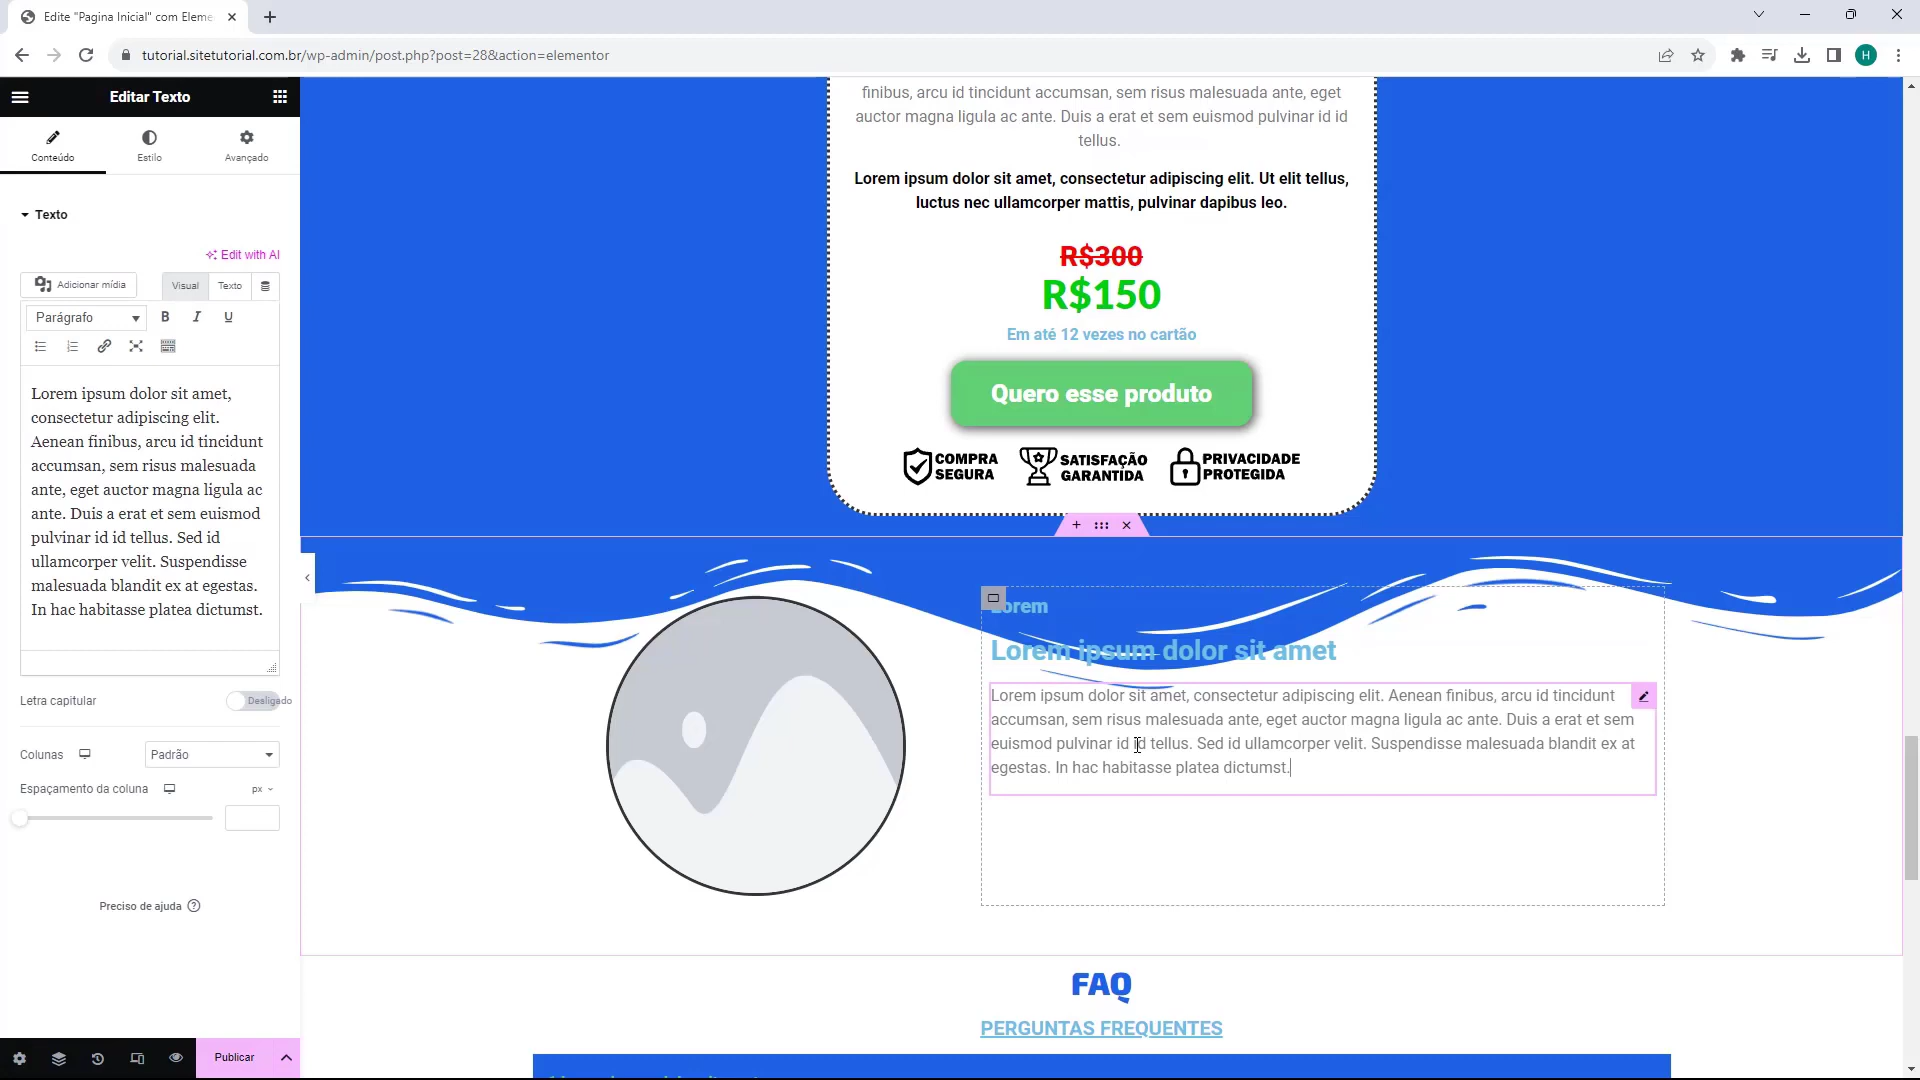 Edite "Pagina Inicial" com Eleme
tutorial.sitetutorial.com.br/wp-admin/post.php?post=28&action=elementor
H
Editar Texto
Conteúdo
Estilo
Avançado
Texto
Edit with AI
Adicionar mídia
Visual
Texto
Parágrafo
B
I
U
Lorem ipsum dolor sit amet,
consectetur adipiscing elit.
Aenean finibus, arcu id tincidunt
accumsan, sem risus malesuada
ante, eget auctor magna ligula ac
ante. Duis a erat et sem euismod
pulvinar id id tellus. Sed id
ullamcorper velit. Suspendisse
malesuada blandit ex at egestas.
In hac habitasse platea dictumst.
Letra capitular
Desligado
Colunas
Padrão
Espaçamento da coluna
px
Preciso de ajuda
Publicar
finibus, arcu id tincidunt accumsan, sem risus malesuada ante, eget
auctor magna ligula ac ante. Duis a erat et sem euismod pulvinar id id
tellus.
Lorem ipsum dolor sit amet, consectetur adipiscing elit. Ut elit tellus,
luctus nec ullamcorper mattis, pulvinar dapibus leo.
R$300
R$150
Em até 12 vezes no cartão
Quero esse produto
COMPRA
SEGURA
SATISFAÇÃO
GARANTIDA
PRIVACIDADE
PROTEGIDA
Lorem
Lorem ipsum dolor sit amet
Lorem ipsum dolor sit amet, consectetur adipiscing elit. Aenean finibus, arcu id tincidunt
accumsan, sem risus malesuada ante, eget auctor magna ligula ac ante. Duis a erat et sem
euismod pulvinar id id tellus. Sed id ullamcorper velit. Suspendisse malesuada blandit ex at
egestas. In hac habitasse platea dictumst.
FAQ
PERGUNTAS FREQUENTES